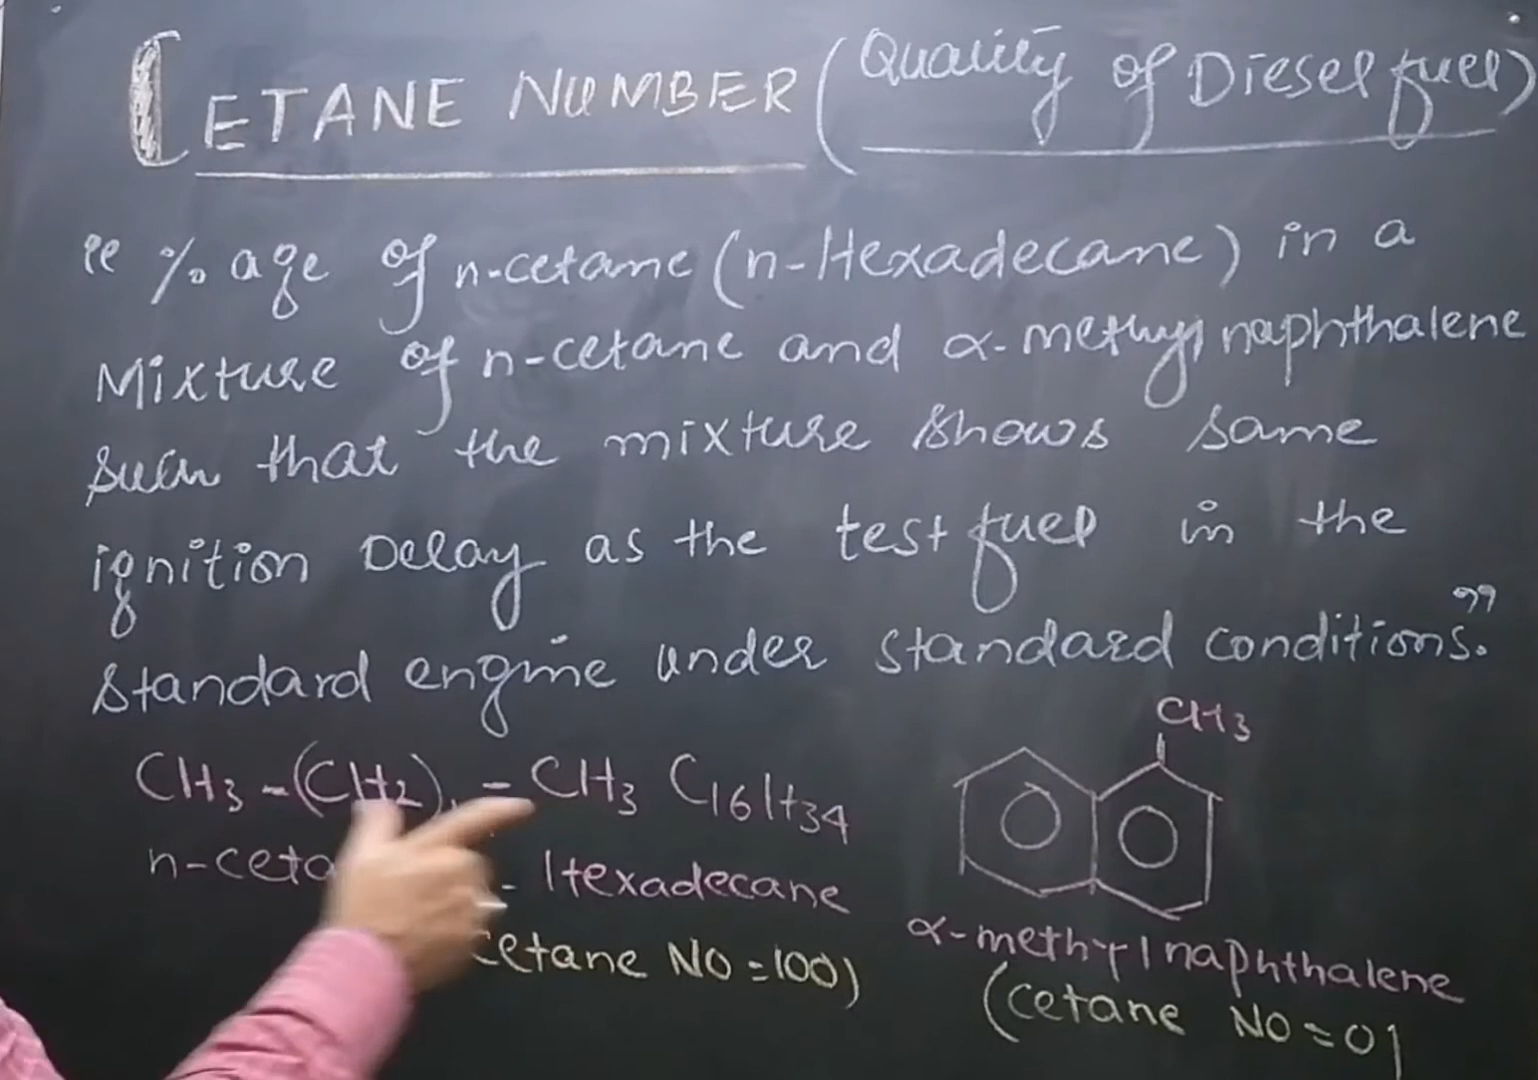 CETANE NUMBER (Quality of Diesel fuel)
"%age of n-cetane (n-Hexadecane) in a
Mixture of n-cetane and α-methyl naphthalene
such that the mixture shows same
ignition Delay as the test fuel in the
standard engine under standard conditions."
CH3
CH3-(CH2) - CH3 C16H34
n-ceta - Hexadecane
α-methylnaphthalene
cetane NO=100)
(cetane NO=0)